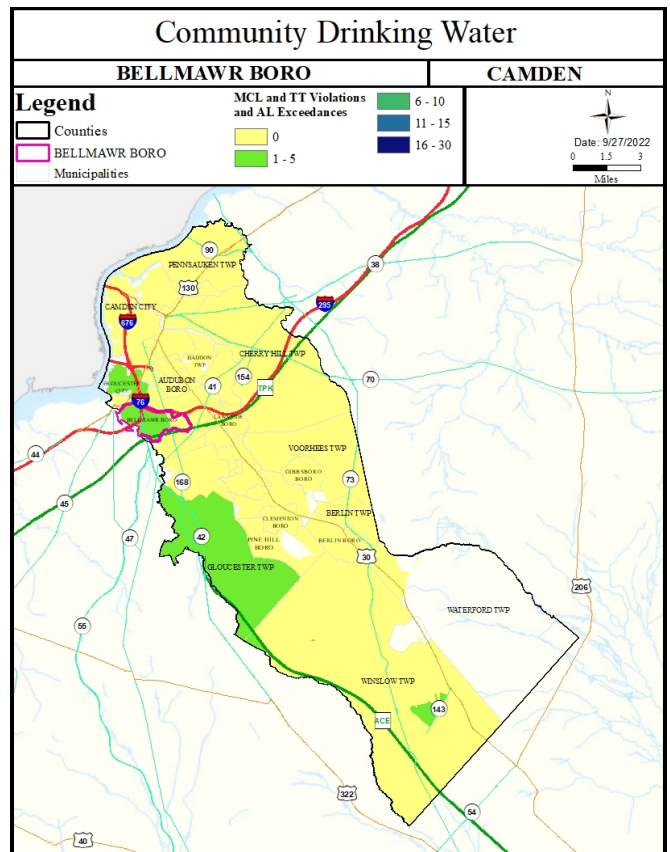 Community Drinking Water
BELLMAWR BORO
CAMDEN
Legend
Counties
BELLMAWR BORO
Municipalities
MCL and TT Violations
and AL Exceedances
0
1 - 5
6 - 10
11 - 15
16 - 30
N
Date: 9/27/2022
0 1.5 3
Miles
90
PENNSAUKEN TWP
38
130
295
CAMDEN CITY
676
CHERRY HILL TWP
HADDON
TWP
154
70
AUDUBON
BORO
41
TPK
GLOUCESTER
CITY
76
BELLMAWR BORO
BORO
44
VOORHEES TWP
168
GIBBSBORO
BORO
73
45
CLEMENTON
BORO
BERLIN TWP
47
42
PINE HILL
BORO
BERLIN BORO
30
GLOUCESTER TWP
206
WATERFORD TWP
55
WINSLOW TWP
143
ACE
322
54
40